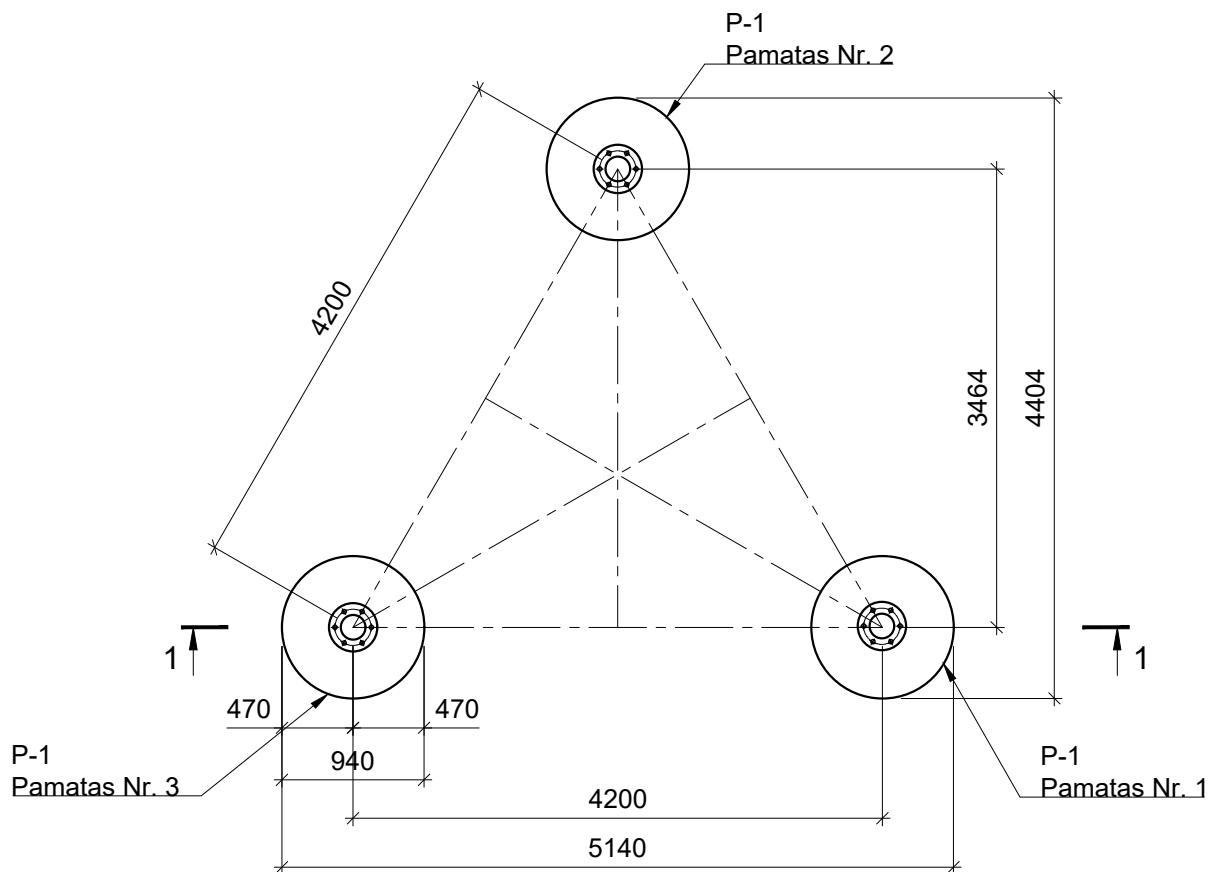 P-1
Pamatas Nr. 2
4200
3464
4404
1
1
470
470
P-1
Pamatas Nr. 3
940
P-1
Pamatas Nr. 1
4200
5140